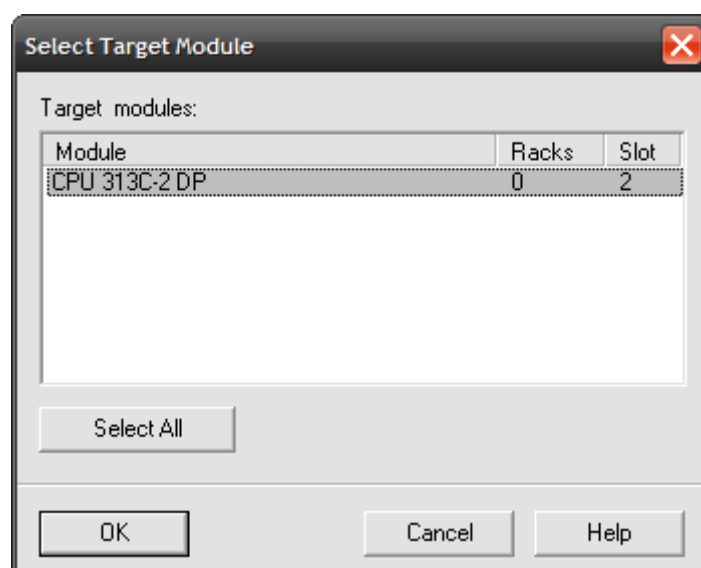 Select Target Module
Target modules:
Module Racks Slot
CPU 313C-2 DP 0 2
Select All
OK Cancel Help